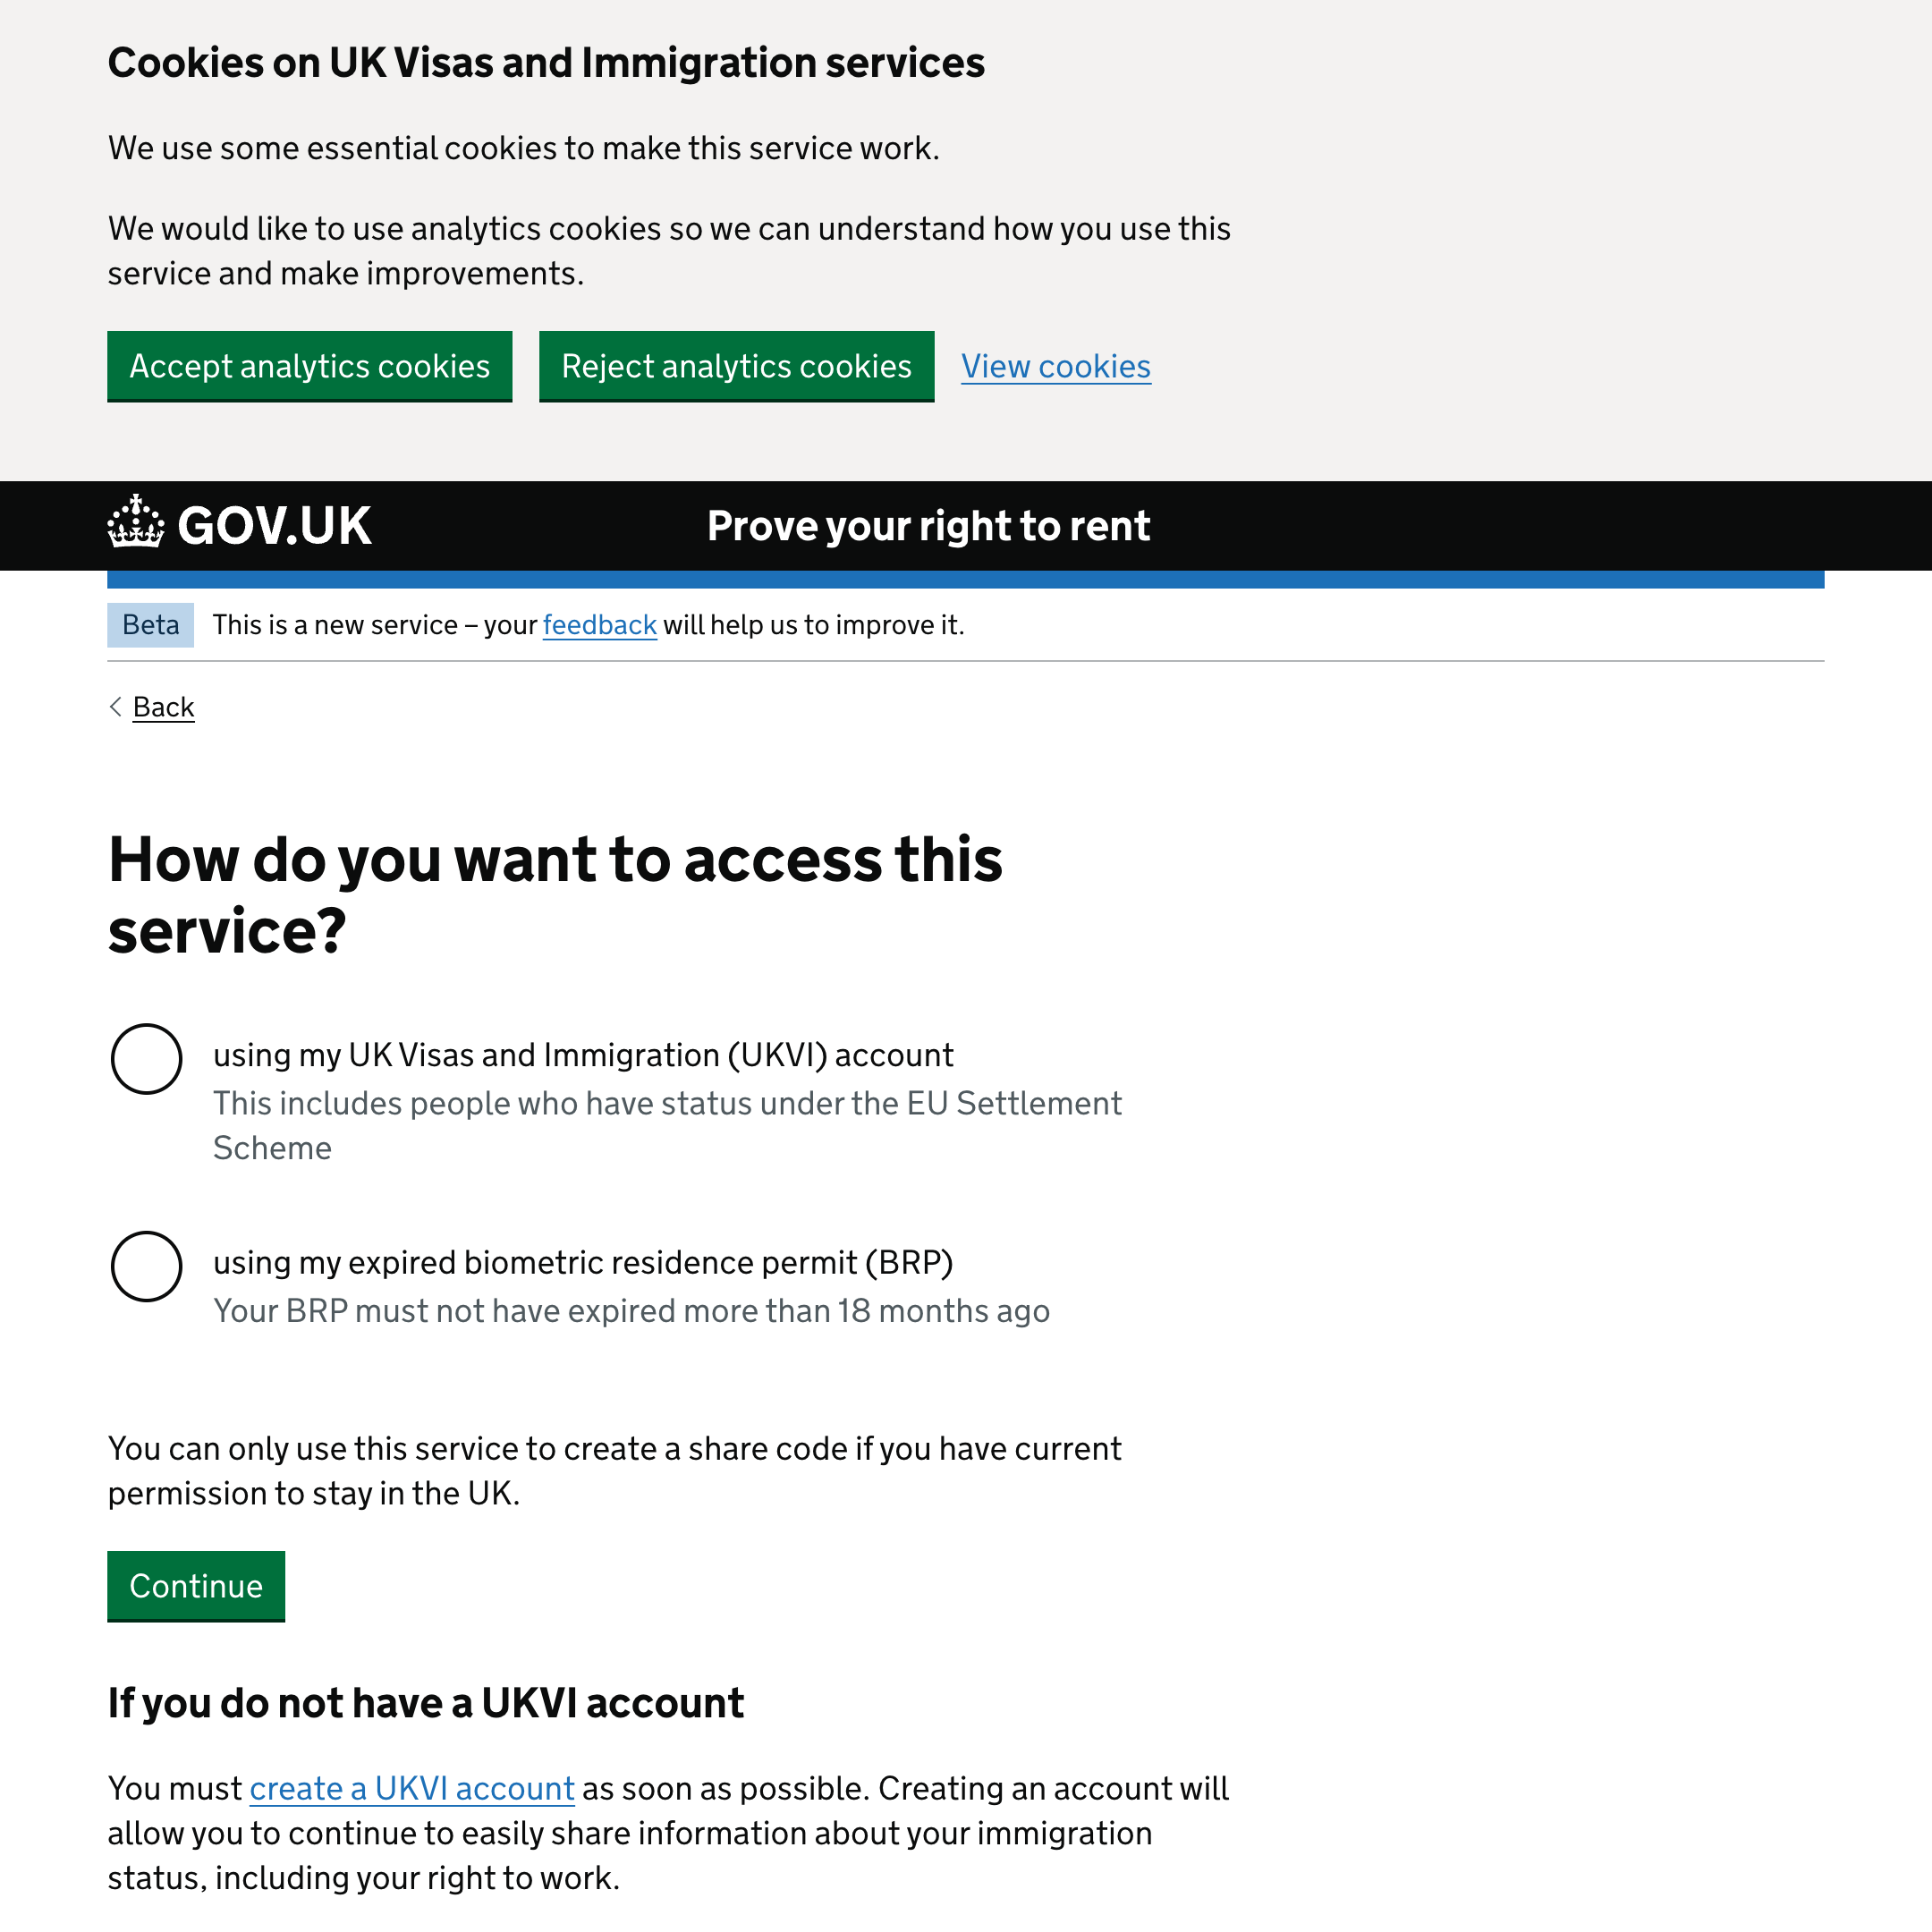 Cookies on UK Visas and Immigration services
We use some essential cookies to make this service work.
We would like to use analytics cookies so we can understand how you use this
service and make improvements.
Accept analytics cookies
Reject analytics cookies
View cookies
GOV.UK
Prove your right to rent
Beta
This is a new service – your feedback will help us to improve it.
Back
How do you want to access this
service?
using my UK Visas and Immigration (UKVI) account
This includes people who have status under the EU Settlement
Scheme
using my expired biometric residence permit (BRP)
Your BRP must not have expired more than 18 months ago
You can only use this service to create a share code if you have current
permission to stay in the UK.
Continue
If you do not have a UKVI account
You must create a UKVI account as soon as possible. Creating an account will
allow you to continue to easily share information about your immigration
status, including your right to work.